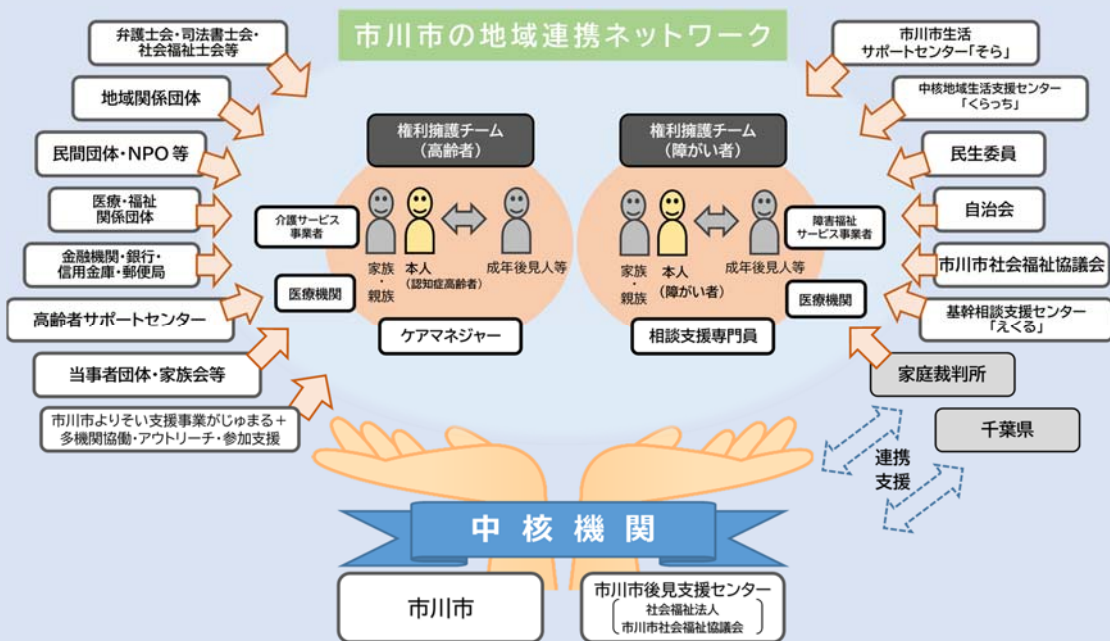 市川市の地域連携ネットワーク
弁護士会・司法書士会・
社会福祉士会等
地域関係団体
民間団体・NPO 等
医療・福祉
関係団体
金融機関・銀行・
信用金庫・郵便局
高齢者サポートセンター
当事者団体・家族会等
市川市よりそい支援事業がじゅまる+
多機関協働・アウトリーチ・参加支援
権利擁護チーム
(高齢者)
介護サービス
事業者
医療機関
家族
・
親族
本人
(認知症高齢者)
成年後見人等
ケアマネジャー
権利擁護チーム
(障がい者)
家族
・
親族
本人
(障がい者)
成年後見人等
障害福祉
サービス事業者
医療機関
相談支援専門員
市川市生活
サポートセンター「そら」
中核地域生活支援センター
「くらっち」
民生委員
自治会
市川市社会福祉協議会
基幹相談支援センター
「えくる」
家庭裁判所
千葉県
連携
支援
中核機関
市川市
市川市後見支援センター
社会福祉法人
市川市社会福祉協議会